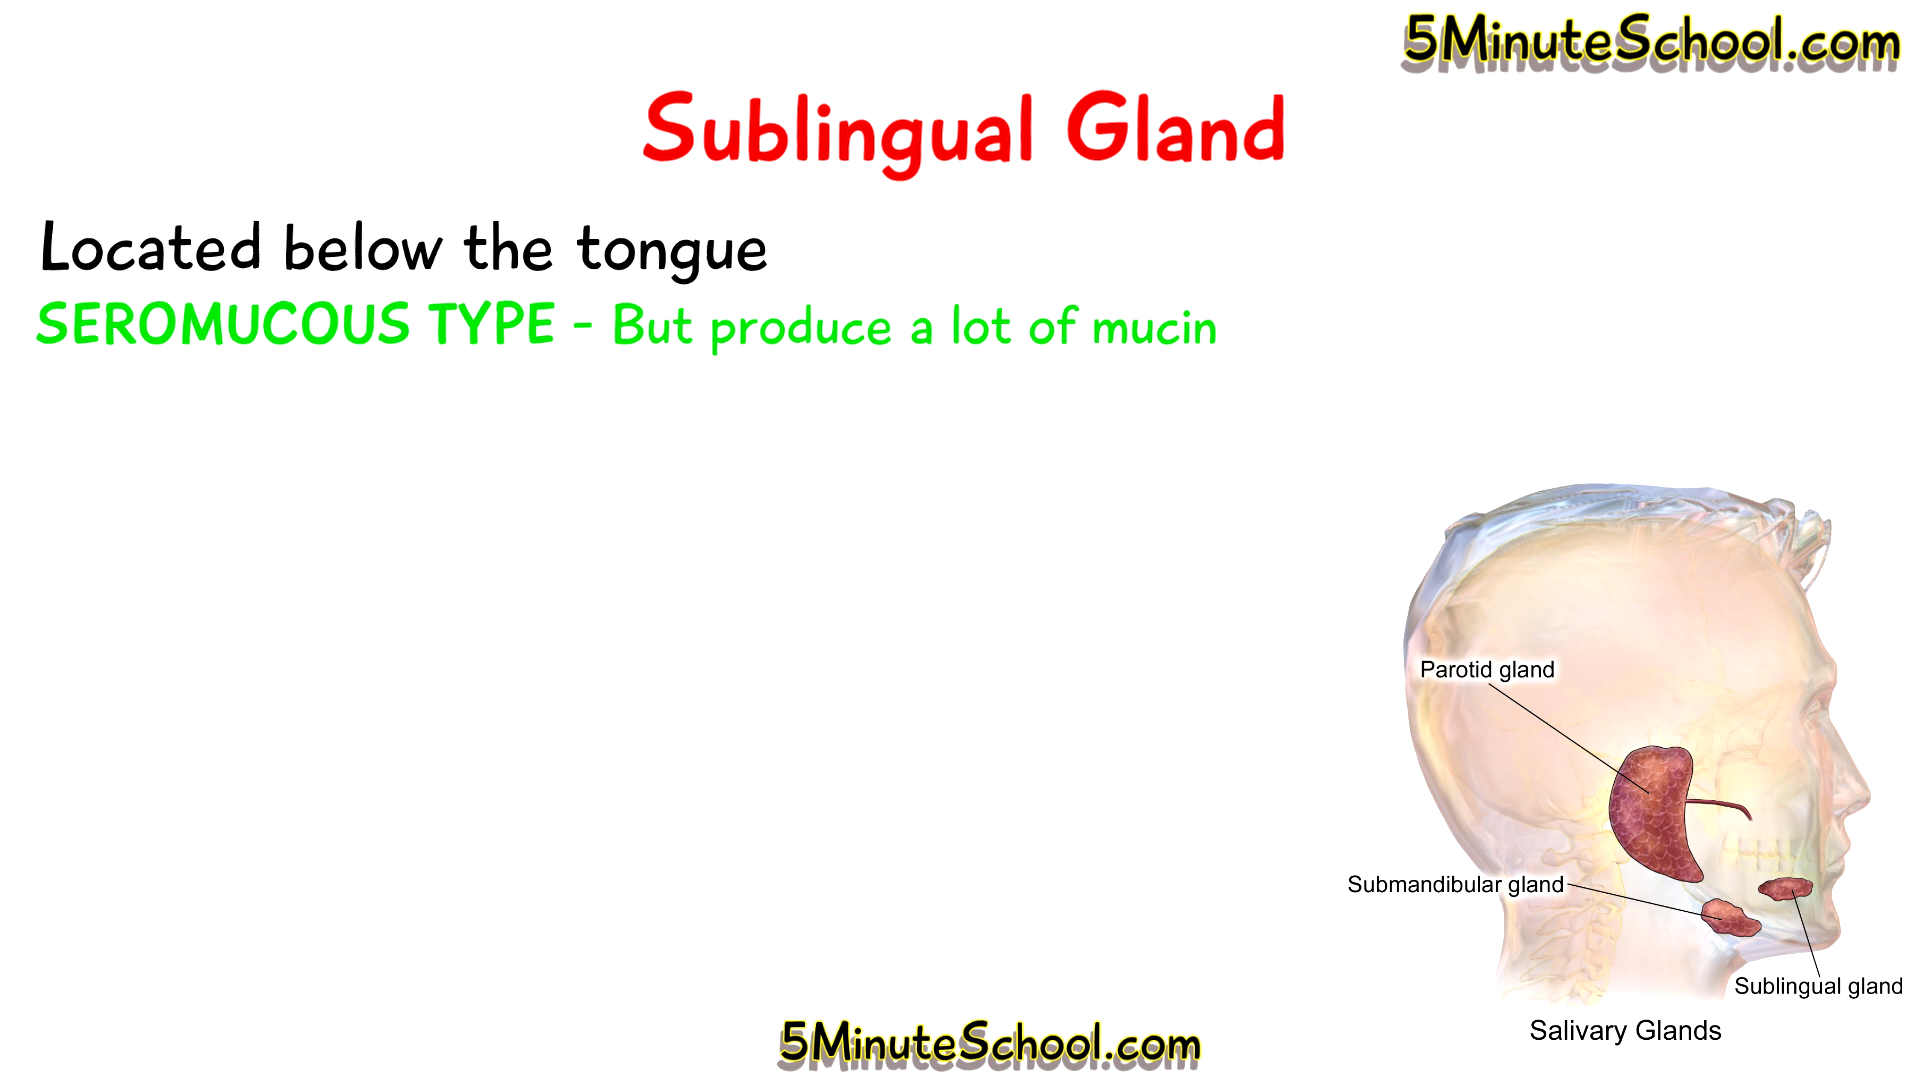 5MinuteSchool.com
Sublingual Gland
Located below the tongue
SEROMUCOUS TYPE - But produce a lot of mucin
Parotid gland
Submandibular gland
Sublingual gland
Salivary Glands
5MinuteSchool.com